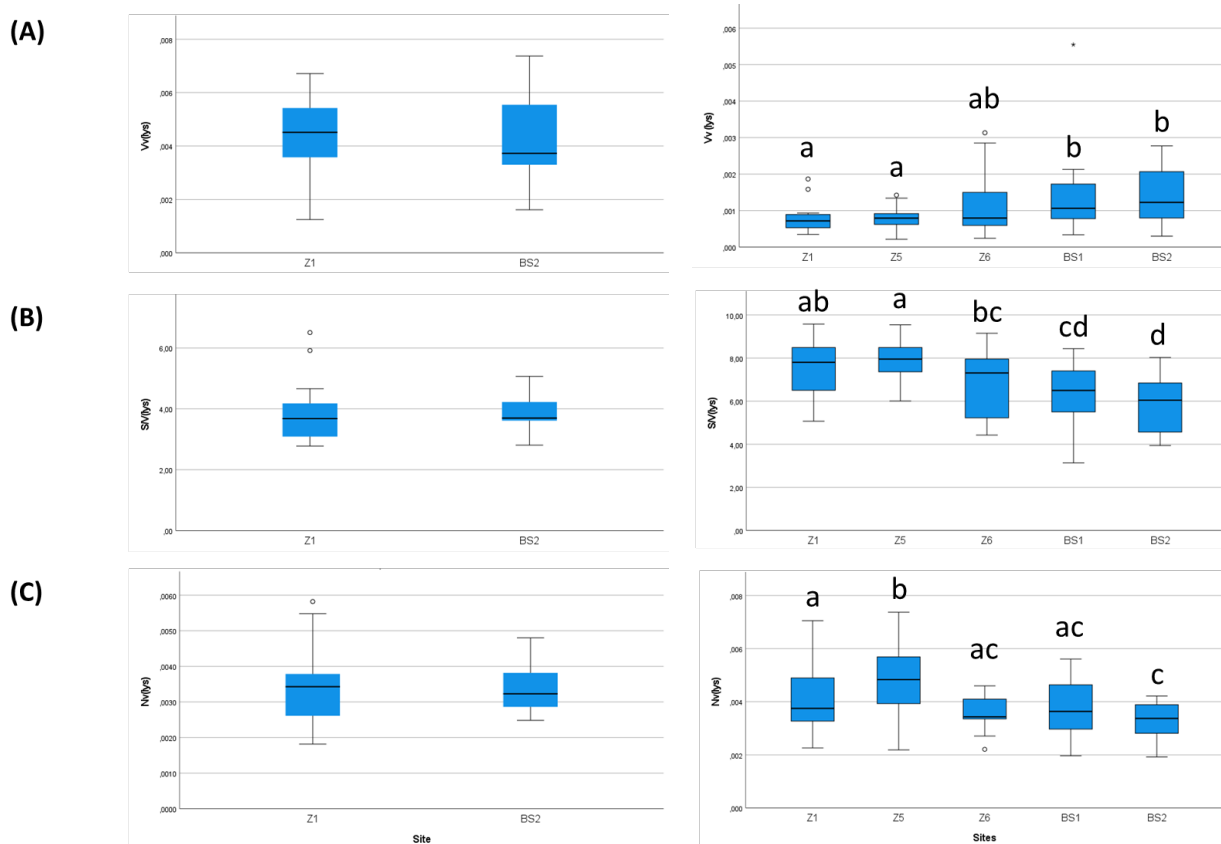 (A)
Vv(lys)
,008
,006
,004
,002
,000
Z1
BS2
Vv (lys)
,006
,005
,004
,003
,002
,001
,000
a
a
ab
b
b
Z1
Z5
Z6
BS1
BS2
(B)
S/V(lys)
6,00
4,00
2,00
,00
Z1
BS2
S/V(lys)
10,00
8,00
6,00
4,00
2,00
,00
ab
a
bc
cd
d
Z1
Z5
Z6
BS1
BS2
(C)
Nv(lys)
,0060
,0050
,0040
,0030
,0020
,0010
,0000
Z1
BS2
Site
Nv(lys)
,008
,006
,004
,002
,000
a
b
ac
ac
c
Z1
Z5
Z6
BS1
BS2
Sites